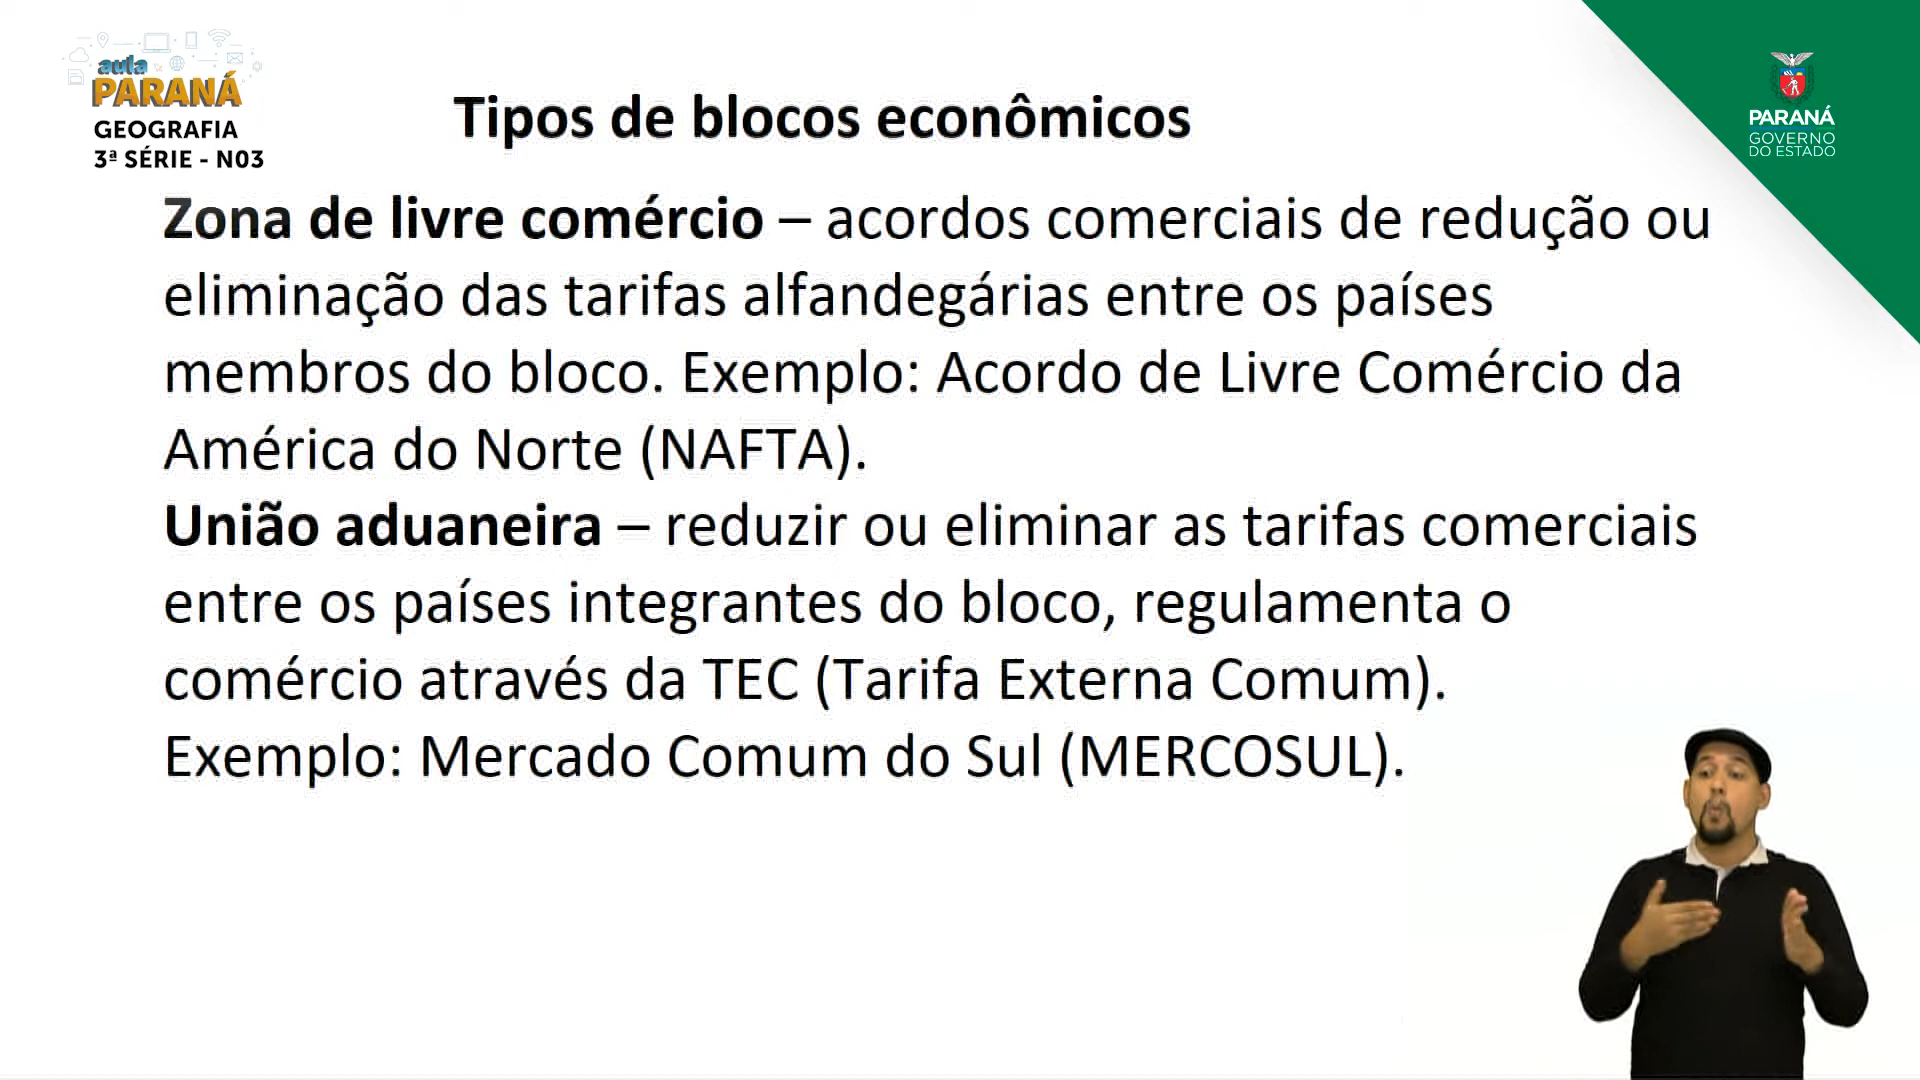 aula
PARANÁ
GEOGRAFIA
3ª SÉRIE - N03
Tipos de blocos econômicos
PARANÁ
GOVERNO
DO ESTADO
Zona de livre comércio – acordos comerciais de redução ou
eliminação das tarifas alfandegárias entre os países
membros do bloco. Exemplo: Acordo de Livre Comércio da
América do Norte (NAFTA).
União aduaneira – reduzir ou eliminar as tarifas comerciais
entre os países integrantes do bloco, regulamenta o
comércio através da TEC (Tarifa Externa Comum).
Exemplo: Mercado Comum do Sul (MERCOSUL).